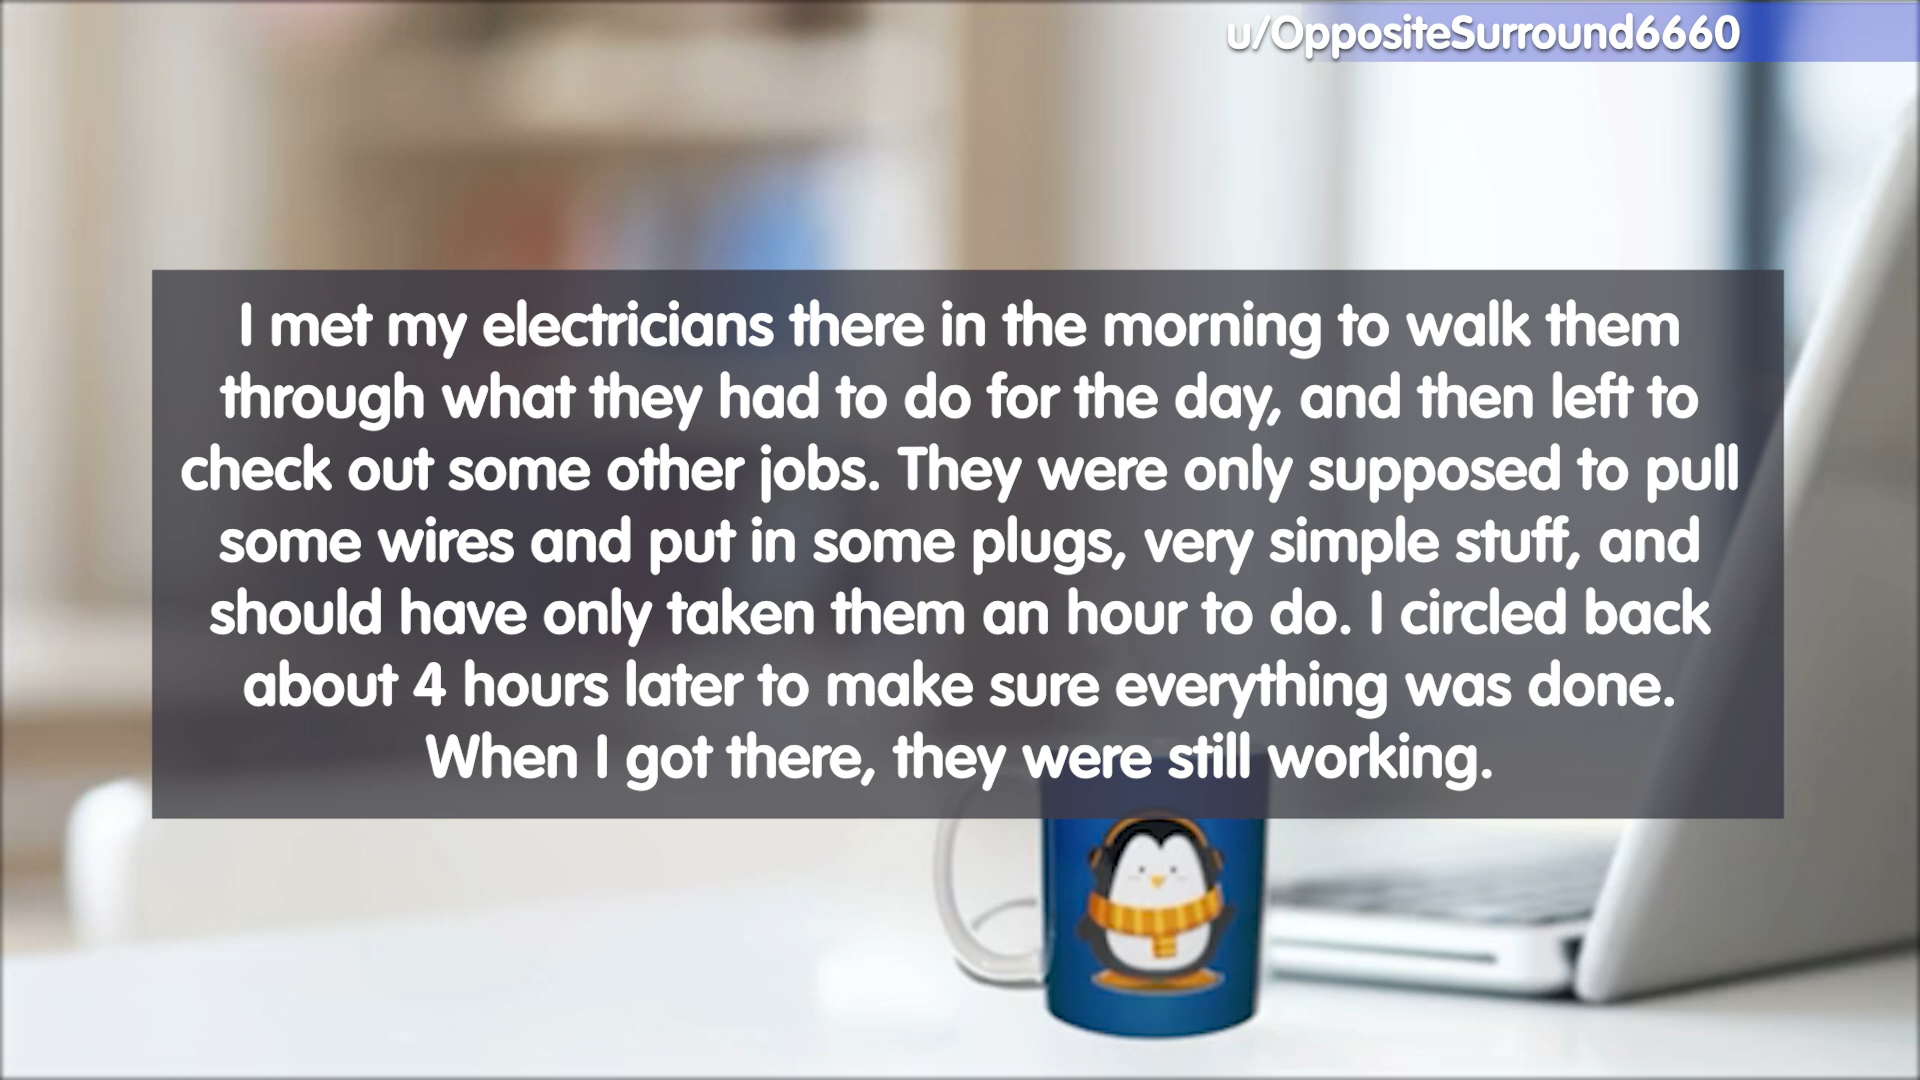 u/OppositeSurround6660
I met my electricians there in the morning to walk them
through what they had to do for the day, and then left to
check out some other jobs. They were only supposed to pull
some wires and put in some plugs, very simple stuff, and
should have only taken them an hour to do. I circled back
about 4 hours later to make sure everything was done.
When I got there, they were still working.